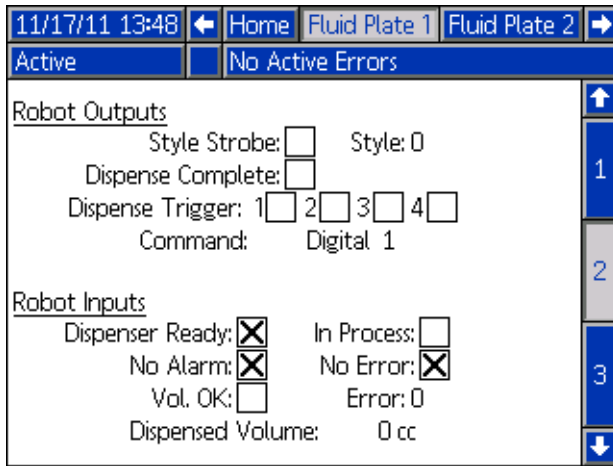 11/17/11 13:48 Home Fluid Plate 1 Fluid Plate 2
Active No Active Errors
Robot Outputs
Style Strobe: Style: 0
Dispense Complete:
Dispense Trigger: 1 2 3 4
Command: Digital 1
Robot Inputs
Dispenser Ready: In Process:
No Alarm: No Error:
Vol. OK: Error: 0
Dispensed Volume: 0 cc
1
2
3